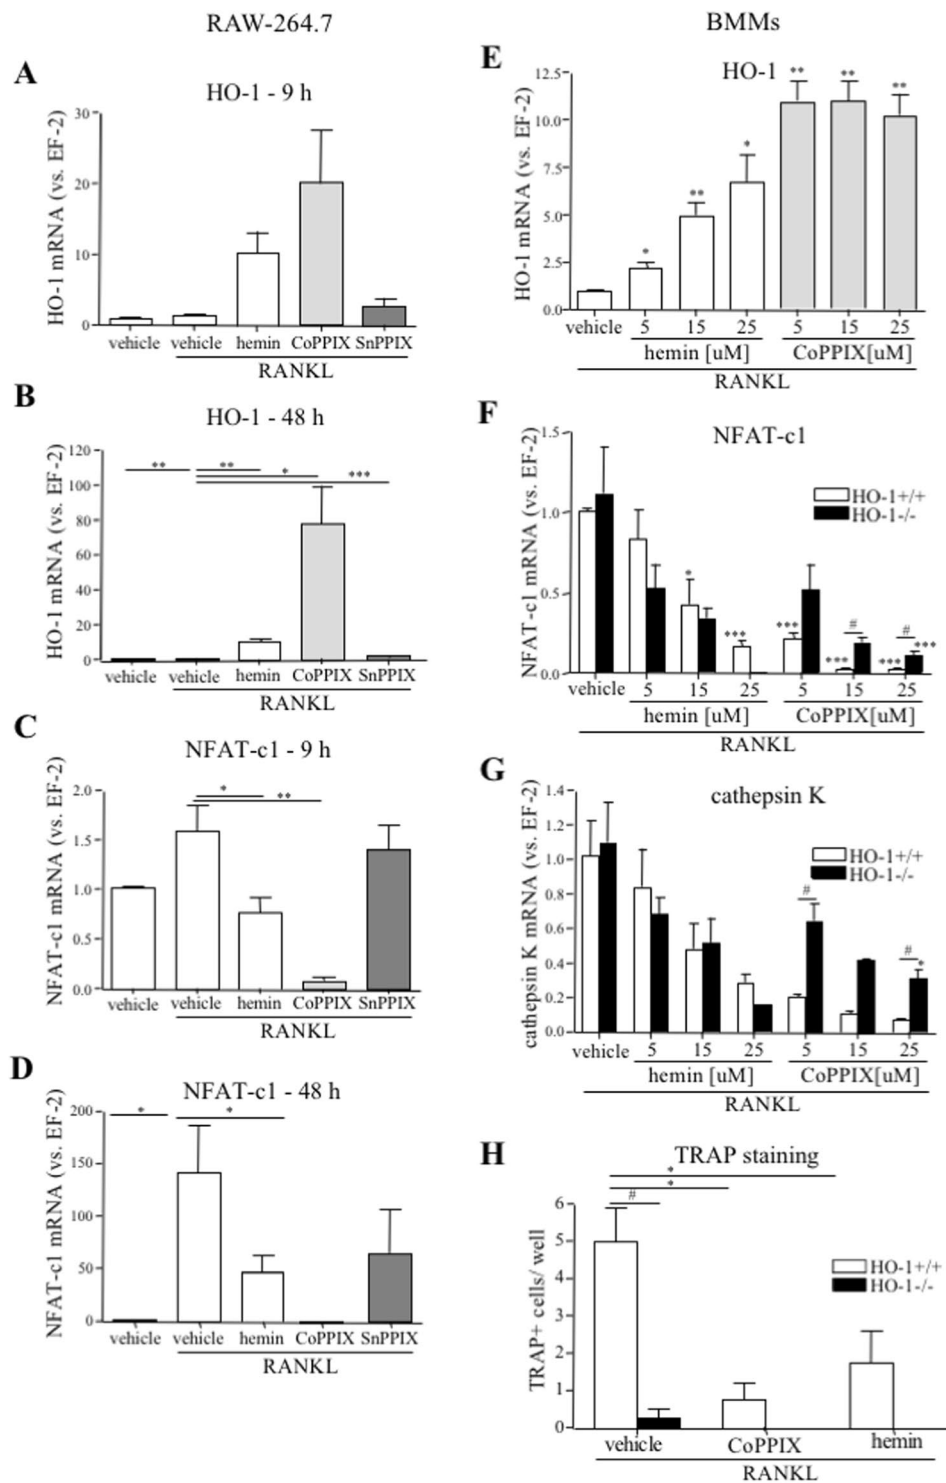 RAW-264.7
A
HO-1 - 9 h
HO-1 mRNA (vs. EF-2)
30
20
10
0
vehicle vehicle hemin CoPPIX SnPPIX
RANKL
B
HO-1 - 48 h
HO-1 mRNA (vs. EF-2)
120
100
80
60
40
20
0
** ** * ***
vehicle vehicle hemin CoPPIX SnPPIX
RANKL
C
NFAT-c1 - 9 h
NFAT-c1 mRNA (vs. EF-2)
2.0
1.5
1.0
0.5
0.0
* **
vehicle vehicle hemin CoPPIX SnPPIX
RANKL
D
NFAT-c1 - 48 h
NFAT-c1 mRNA (vs. EF-2)
200
150
100
50
0
* *
vehicle vehicle hemin CoPPIX SnPPIX
RANKL
BMMs
E
HO-1
HO-1 mRNA (vs. EF-2)
12.5
10.0
7.5
5.0
2.5
0.0
* ** * ** ** **
vehicle 5 15 25 5 15 25
hemin [uM] CoPPIX[uM]
RANKL
F
NFAT-c1
NFAT-c1 mRNA (vs. EF-2)
1.5
1.0
0.5
0.0
HO-1+/+
HO-1-/-
* *** *** *** # *** # ***
vehicle 5 15 25 5 15 25
hemin [uM] CoPPIX[uM]
RANKL
G
cathepsin K
cathepsin K mRNA (vs. EF-2)
1.4
1.2
1.0
0.8
0.6
0.4
0.2
0.0
HO-1+/+
HO-1-/-
# # *
vehicle 5 15 25 5 15 25
hemin [uM] CoPPIX[uM]
RANKL
H
TRAP staining
*
*
#
TRAP+ cells/ well
6
5
4
3
2
1
0
HO-1+/+
HO-1-/-
vehicle CoPPIX hemin
RANKL